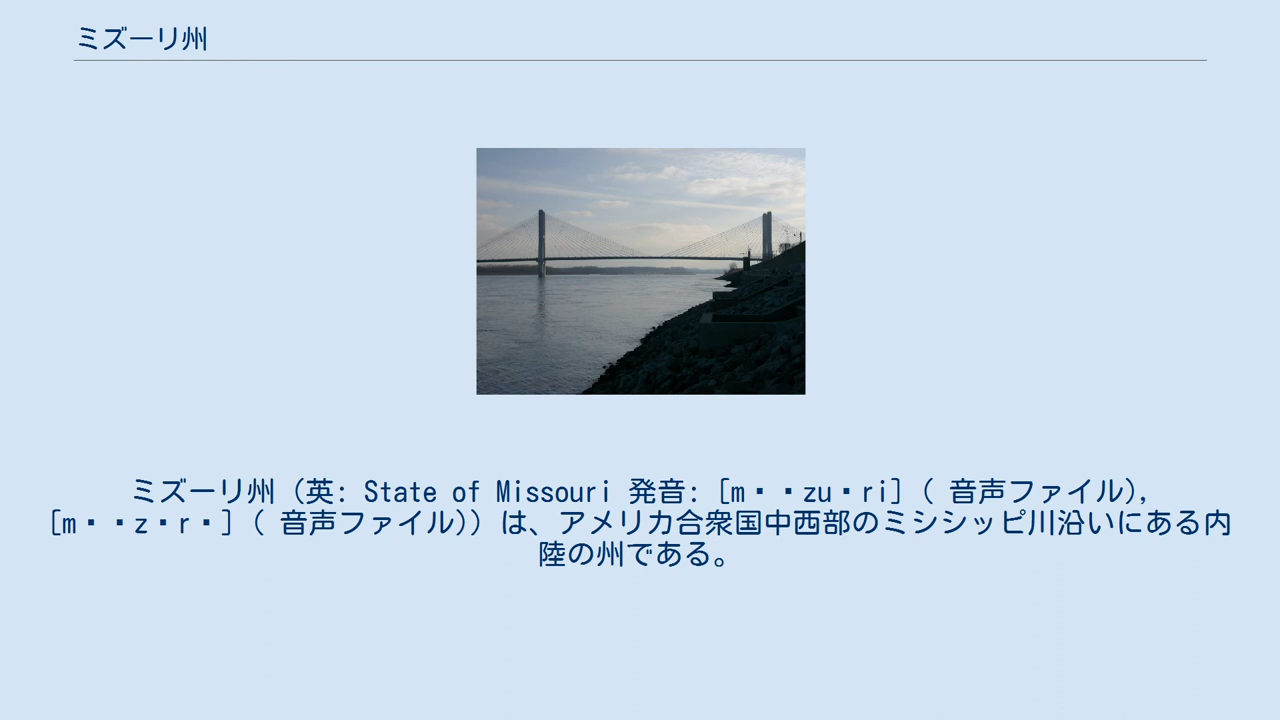 ミズーリ州
ミズーリ州（英: State of Missouri 発音: [m・・zu・ri] ( 音声ファイル),
[m・・z・r・] ( 音声ファイル)）は、アメリカ合衆国中西部のミシシッピ川沿いにある内
陸の州である。